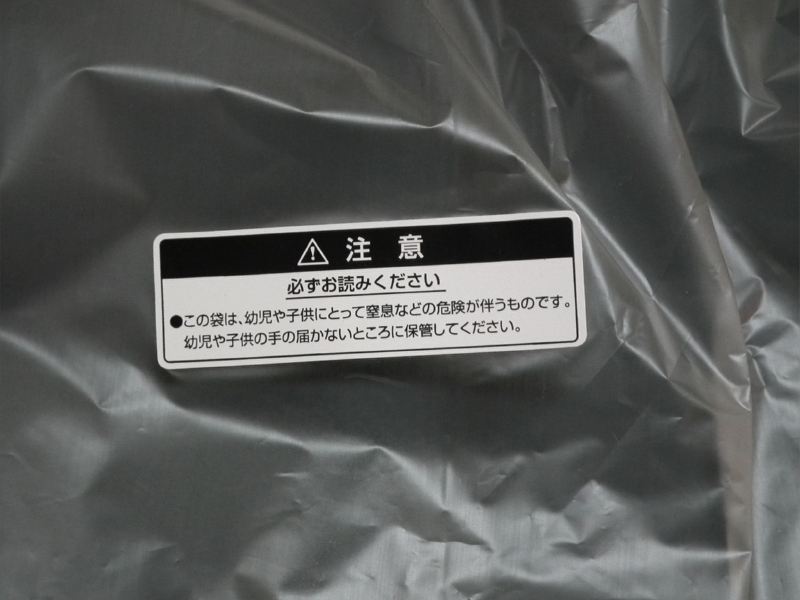 ⚠ 注 意
必ずお読みください
●この袋は、幼児や子供にとって窒息などの危険が伴うものです。
幼児や子供の手の届かないところに保管してください。